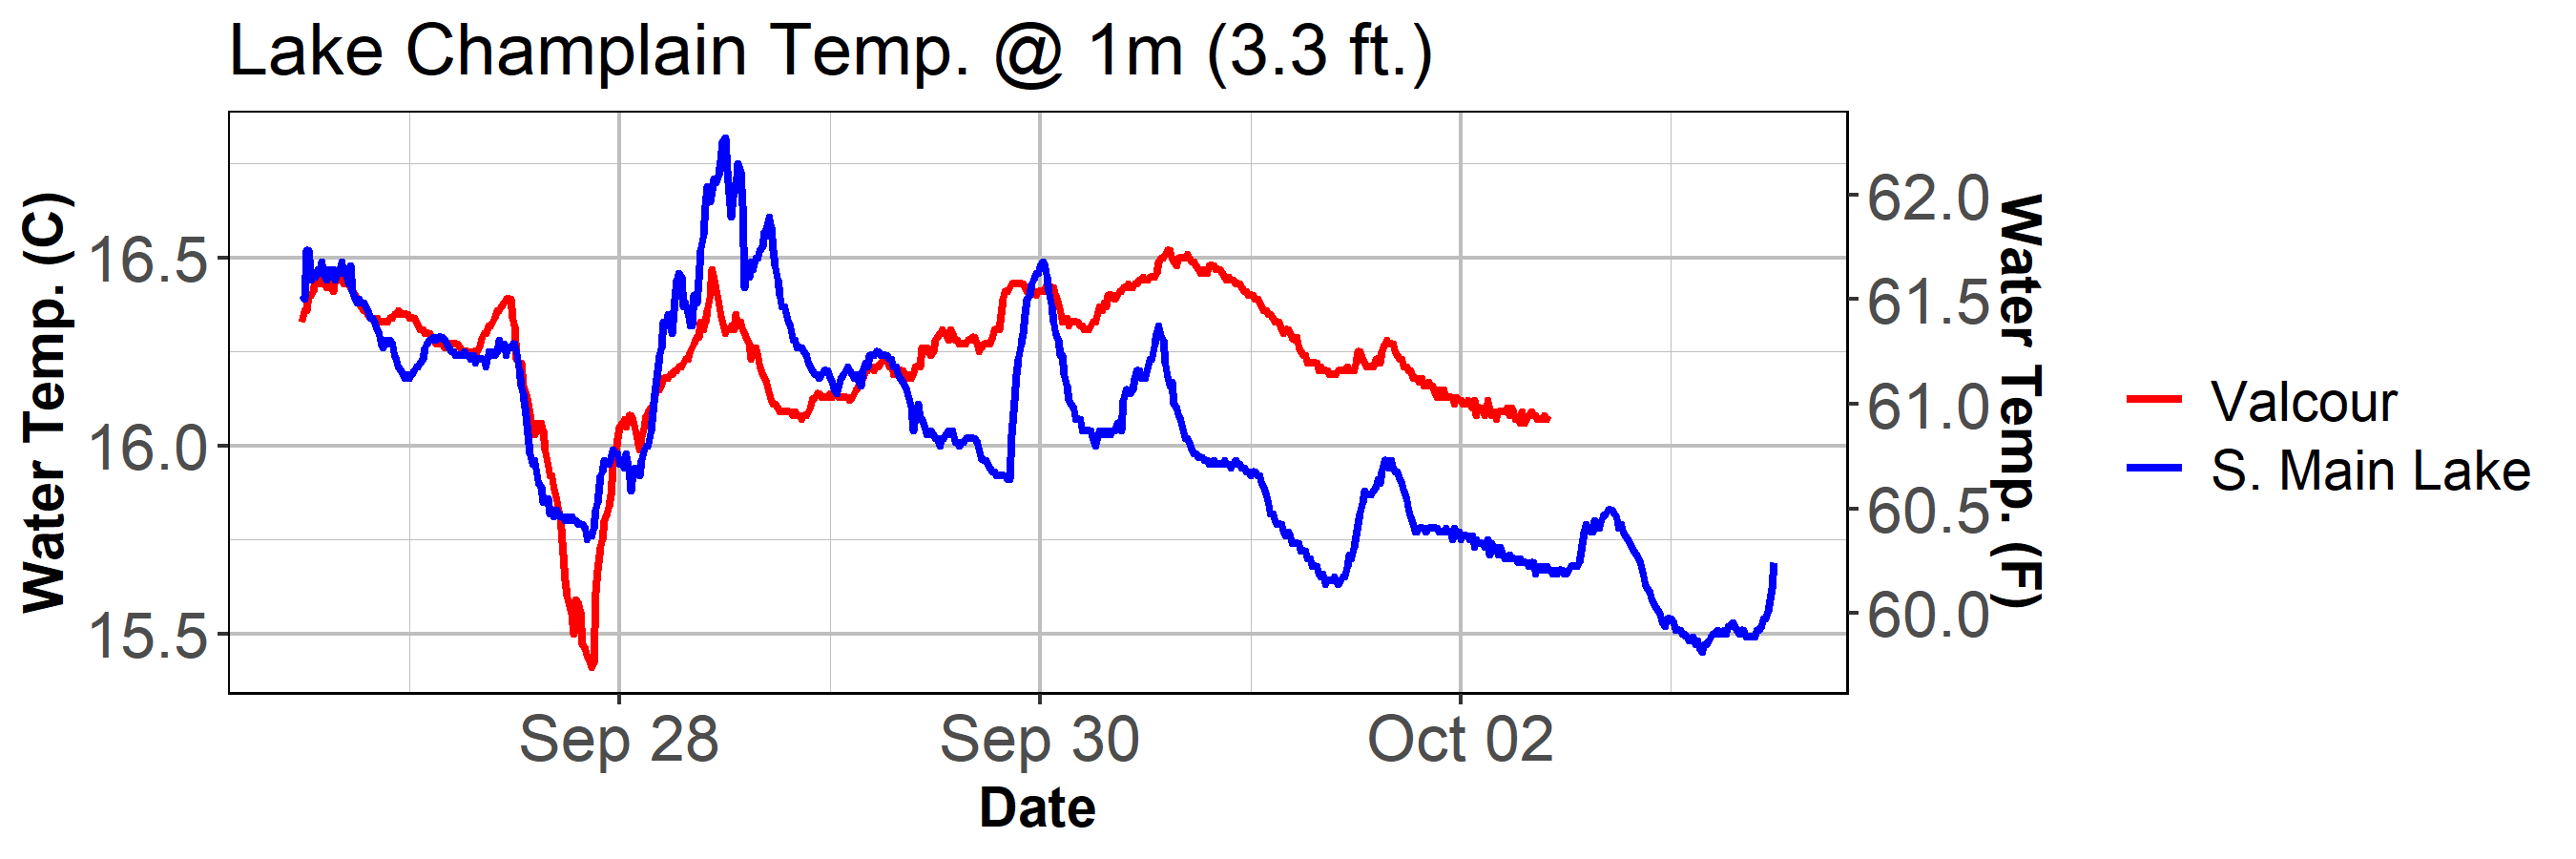 Lake Champlain Temp. @ 1m (3.3 ft.)
Water Temp. (C)
16.5
16.0
15.5
62.0
61.5
61.0
60.5
60.0
Water Temp. (F)
Sep 28
Sep 30
Oct 02
Date
Valcour
S. Main Lake